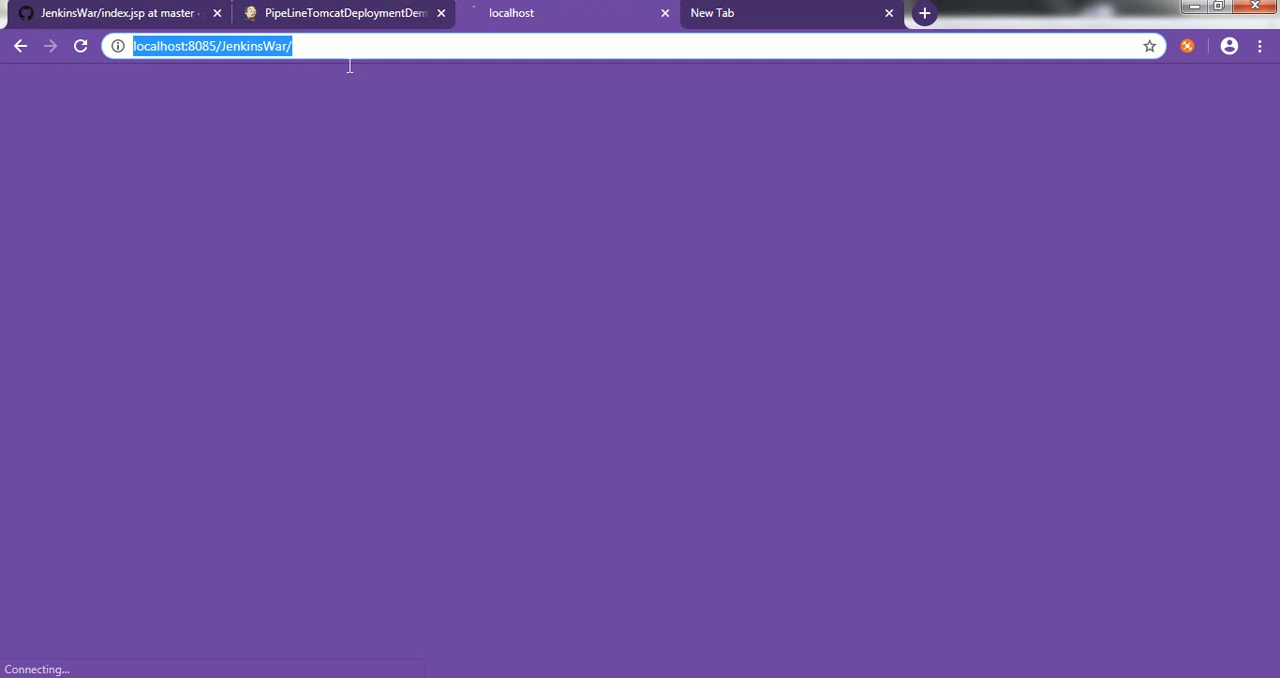 JenkinsWar/index.jsp at master ·
PipeLineTomcatDeploymentDem
localhost
New Tab
localhost:8085/JenkinsWar/
Connecting...